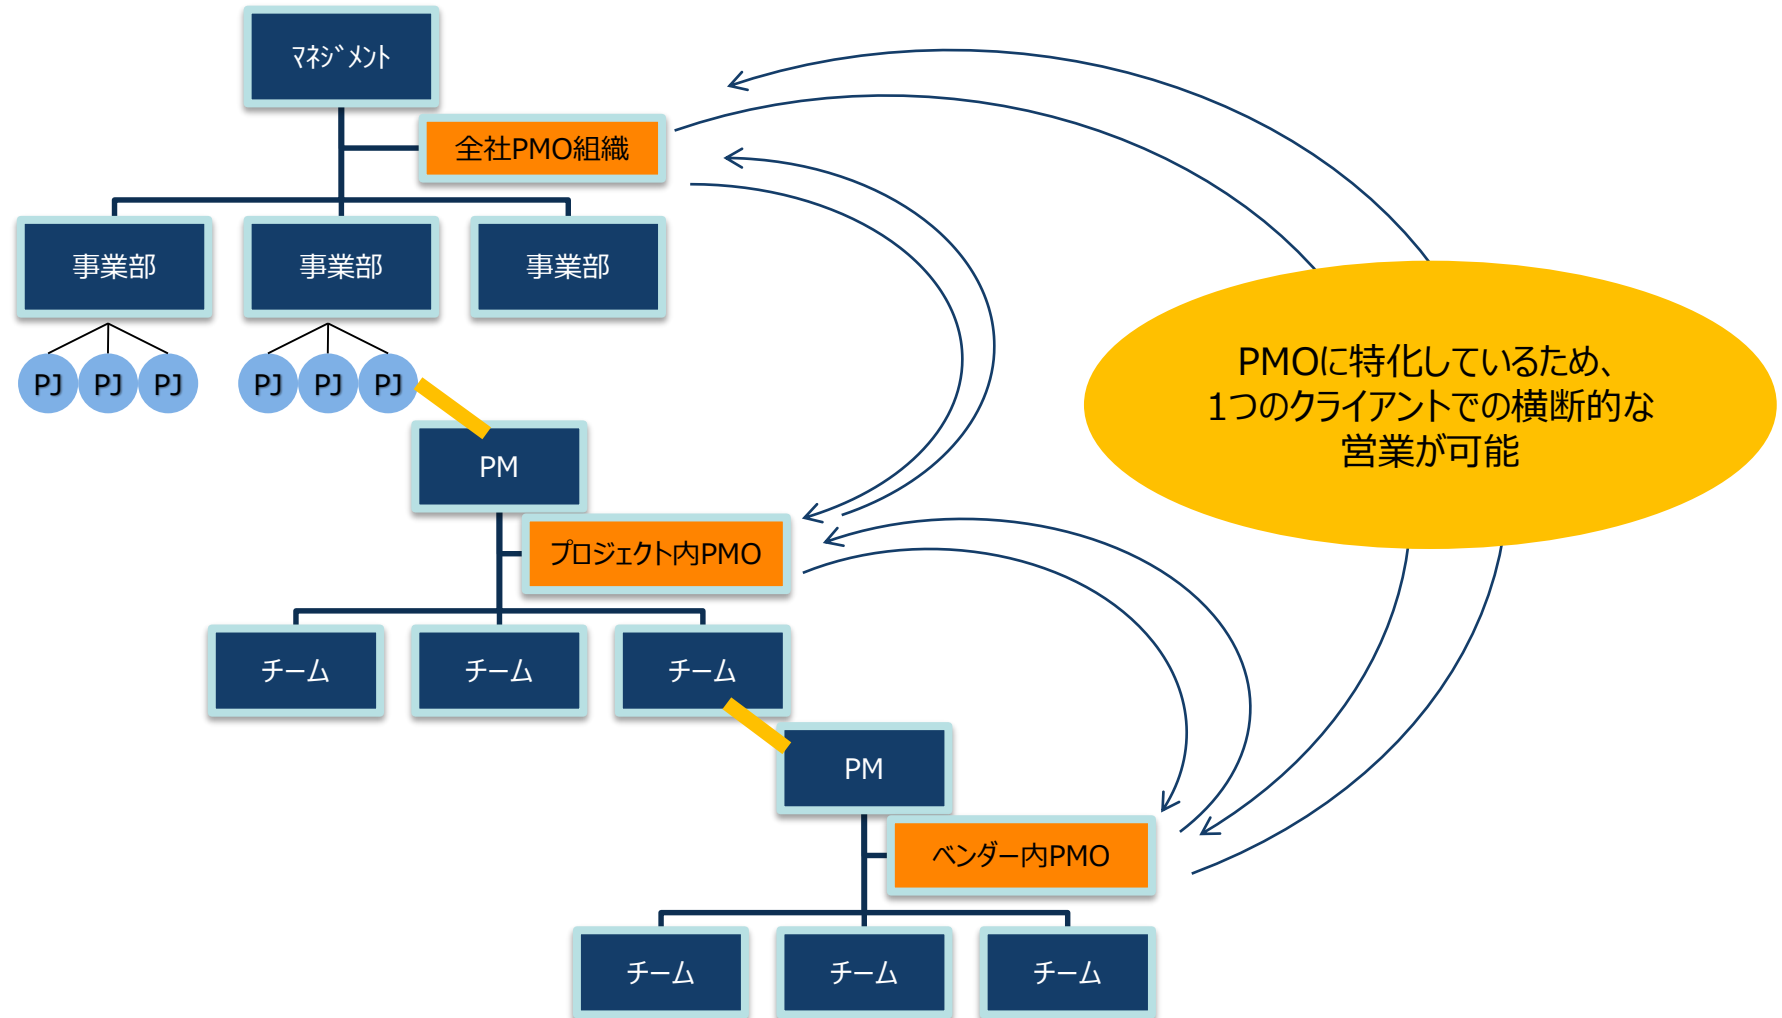 ﾏﾈｼﾞﾒﾝﾄ
全社PMO組織
事業部
事業部
事業部
PJ
PJ
PJ
PJ
PJ
PJ
PMOに特化しているため、
1つのクライアントでの横断的な
営業が可能
PM
プロジェクト内PMO
チーム
チーム
チーム
PM
ベンダー内PMO
チーム
チーム
チーム